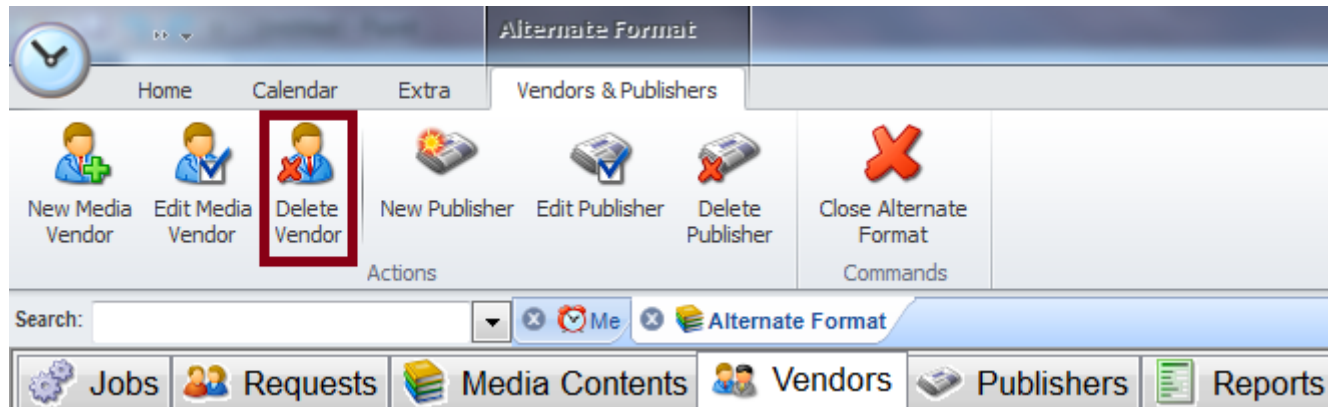 Alternate Format
Home Calendar Extra Vendors & Publishers
New Media Vendor
Edit Media Vendor
Delete Vendor
New Publisher
Edit Publisher
Delete Publisher
Close Alternate Format
Actions Commands
Search: Me Alternate Format
Jobs Requests Media Contents Vendors Publishers Reports